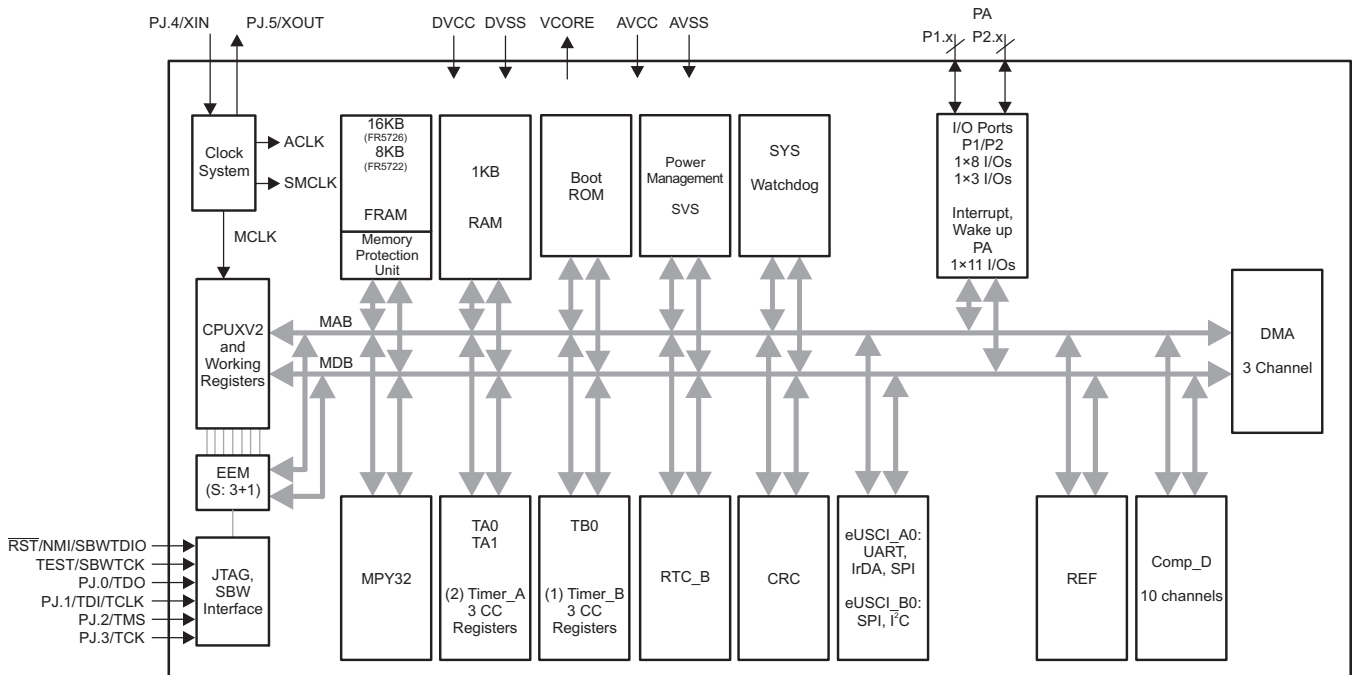 PJ.4/XIN
PJ.5/XOUT
DVCC
DVSS
VCORE
AVCC
AVSS
PA
P1.x
P2.x
Clock
System
ACLK
SMCLK
MCLK
16KB
(FR5726)
8KB
(FR5722)
FRAM
Memory
Protection
Unit
1KB
RAM
Boot
ROM
Power
Management
SVS
SYS
Watchdog
I/O Ports
P1/P2
1×8 I/Os
1×3 I/Os
Interrupt,
Wake up
PA
1×11 I/Os
CPUXV2
and
Working
Registers
MAB
MDB
DMA
3 Channel
EEM
(S: 3+1)
RST/NMI/SBWTDIO
TEST/SBWTCK
PJ.0/TDO
PJ.1/TDI/TCLK
PJ.2/TMS
PJ.3/TCK
JTAG,
SBW
Interface
MPY32
TA0
TA1
(2) Timer_A
3 CC
Registers
TB0
(1) Timer_B
3 CC
Registers
RTC_B
CRC
eUSCI_A0:
UART,
IrDA, SPI
eUSCI_B0:
SPI, I²C
REF
Comp_D
10 channels